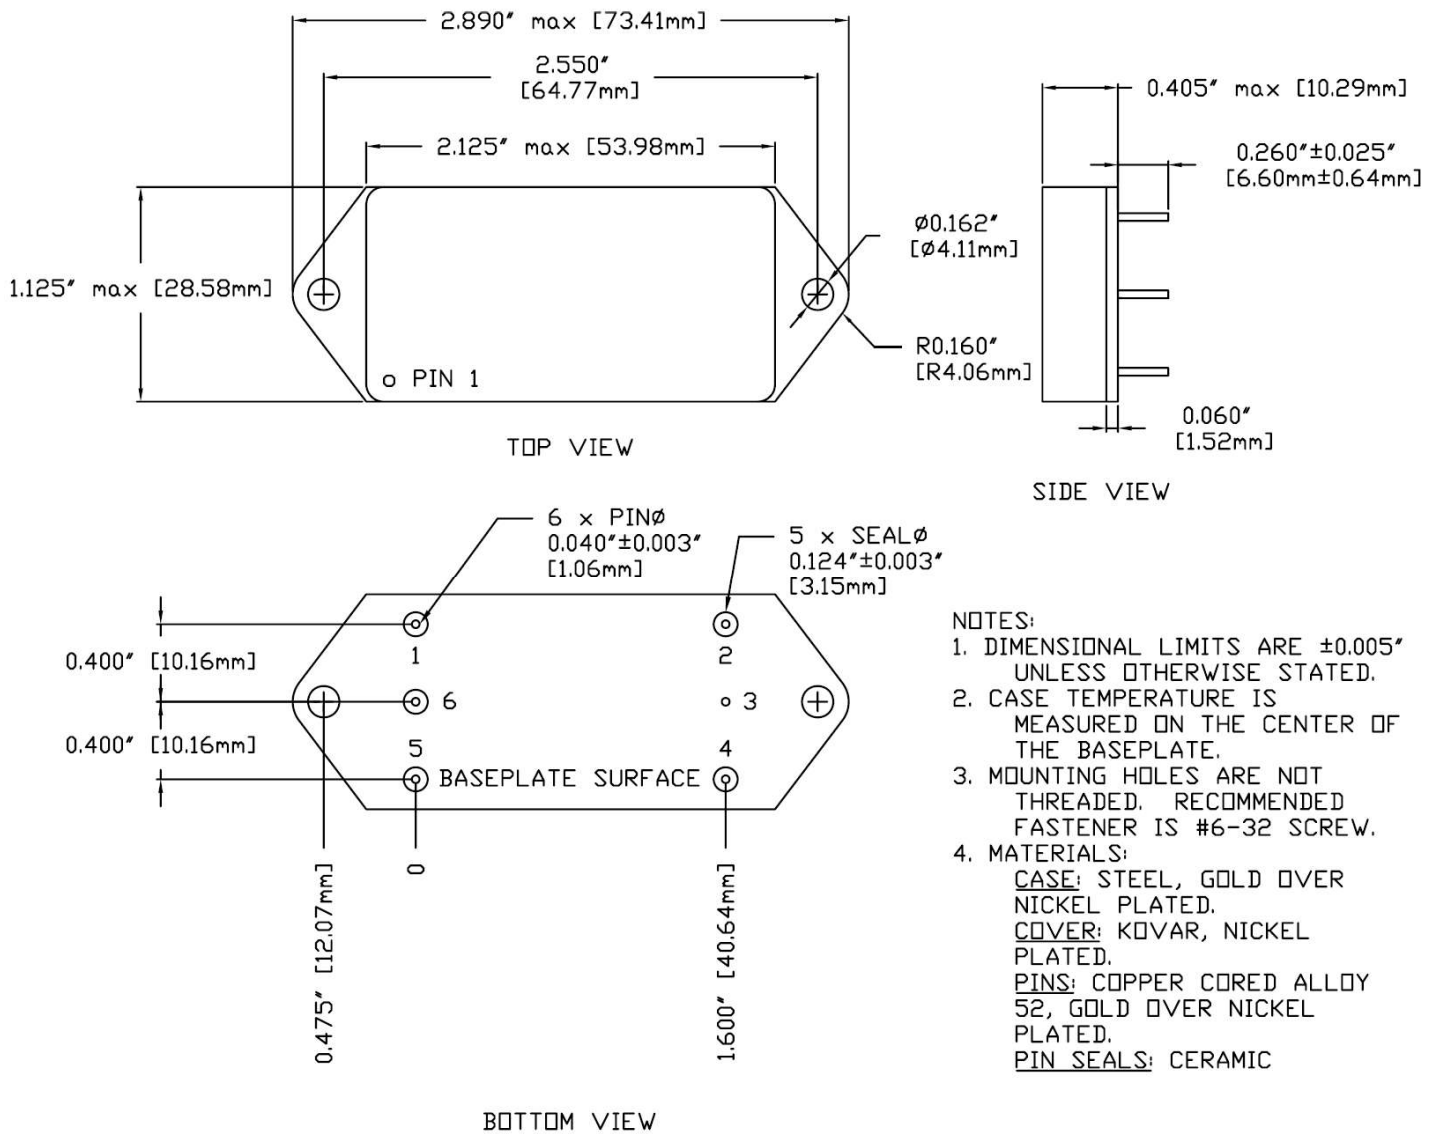 2.890″ max [73.41mm]
2.550″
[64.77mm]
2.125″ max [53.98mm]
1.125″ max [28.58mm]
Ø0.162″
[Ø4.11mm]
R0.160″
[R4.06mm]
PIN 1
TOP VIEW
0.405″ max [10.29mm]
0.260″±0.025″
[6.60mm±0.64mm]
0.060″
[1.52mm]
SIDE VIEW
6 x PINØ
0.040″±0.003″
[1.06mm]
5 x SEALØ
0.124″±0.003″
[3.15mm]
0.400″ [10.16mm]
0.400″ [10.16mm]
1
2
6
3
5
4
BASEPLATE SURFACE
0.475″ [12.07mm]
0
1.600″ [40.64mm]
BOTTOM VIEW
NOTES:
1. DIMENSIONAL LIMITS ARE ±0.005″
UNLESS OTHERWISE STATED.
2. CASE TEMPERATURE IS
MEASURED ON THE CENTER OF
THE BASEPLATE.
3. MOUNTING HOLES ARE NOT
THREADED. RECOMMENDED
FASTENER IS #6-32 SCREW.
4. MATERIALS:
CASE: STEEL, GOLD OVER
NICKEL PLATED.
COVER: KOVAR, NICKEL
PLATED.
PINS: COPPER CORED ALLOY
52, GOLD OVER NICKEL
PLATED.
PIN SEALS: CERAMIC